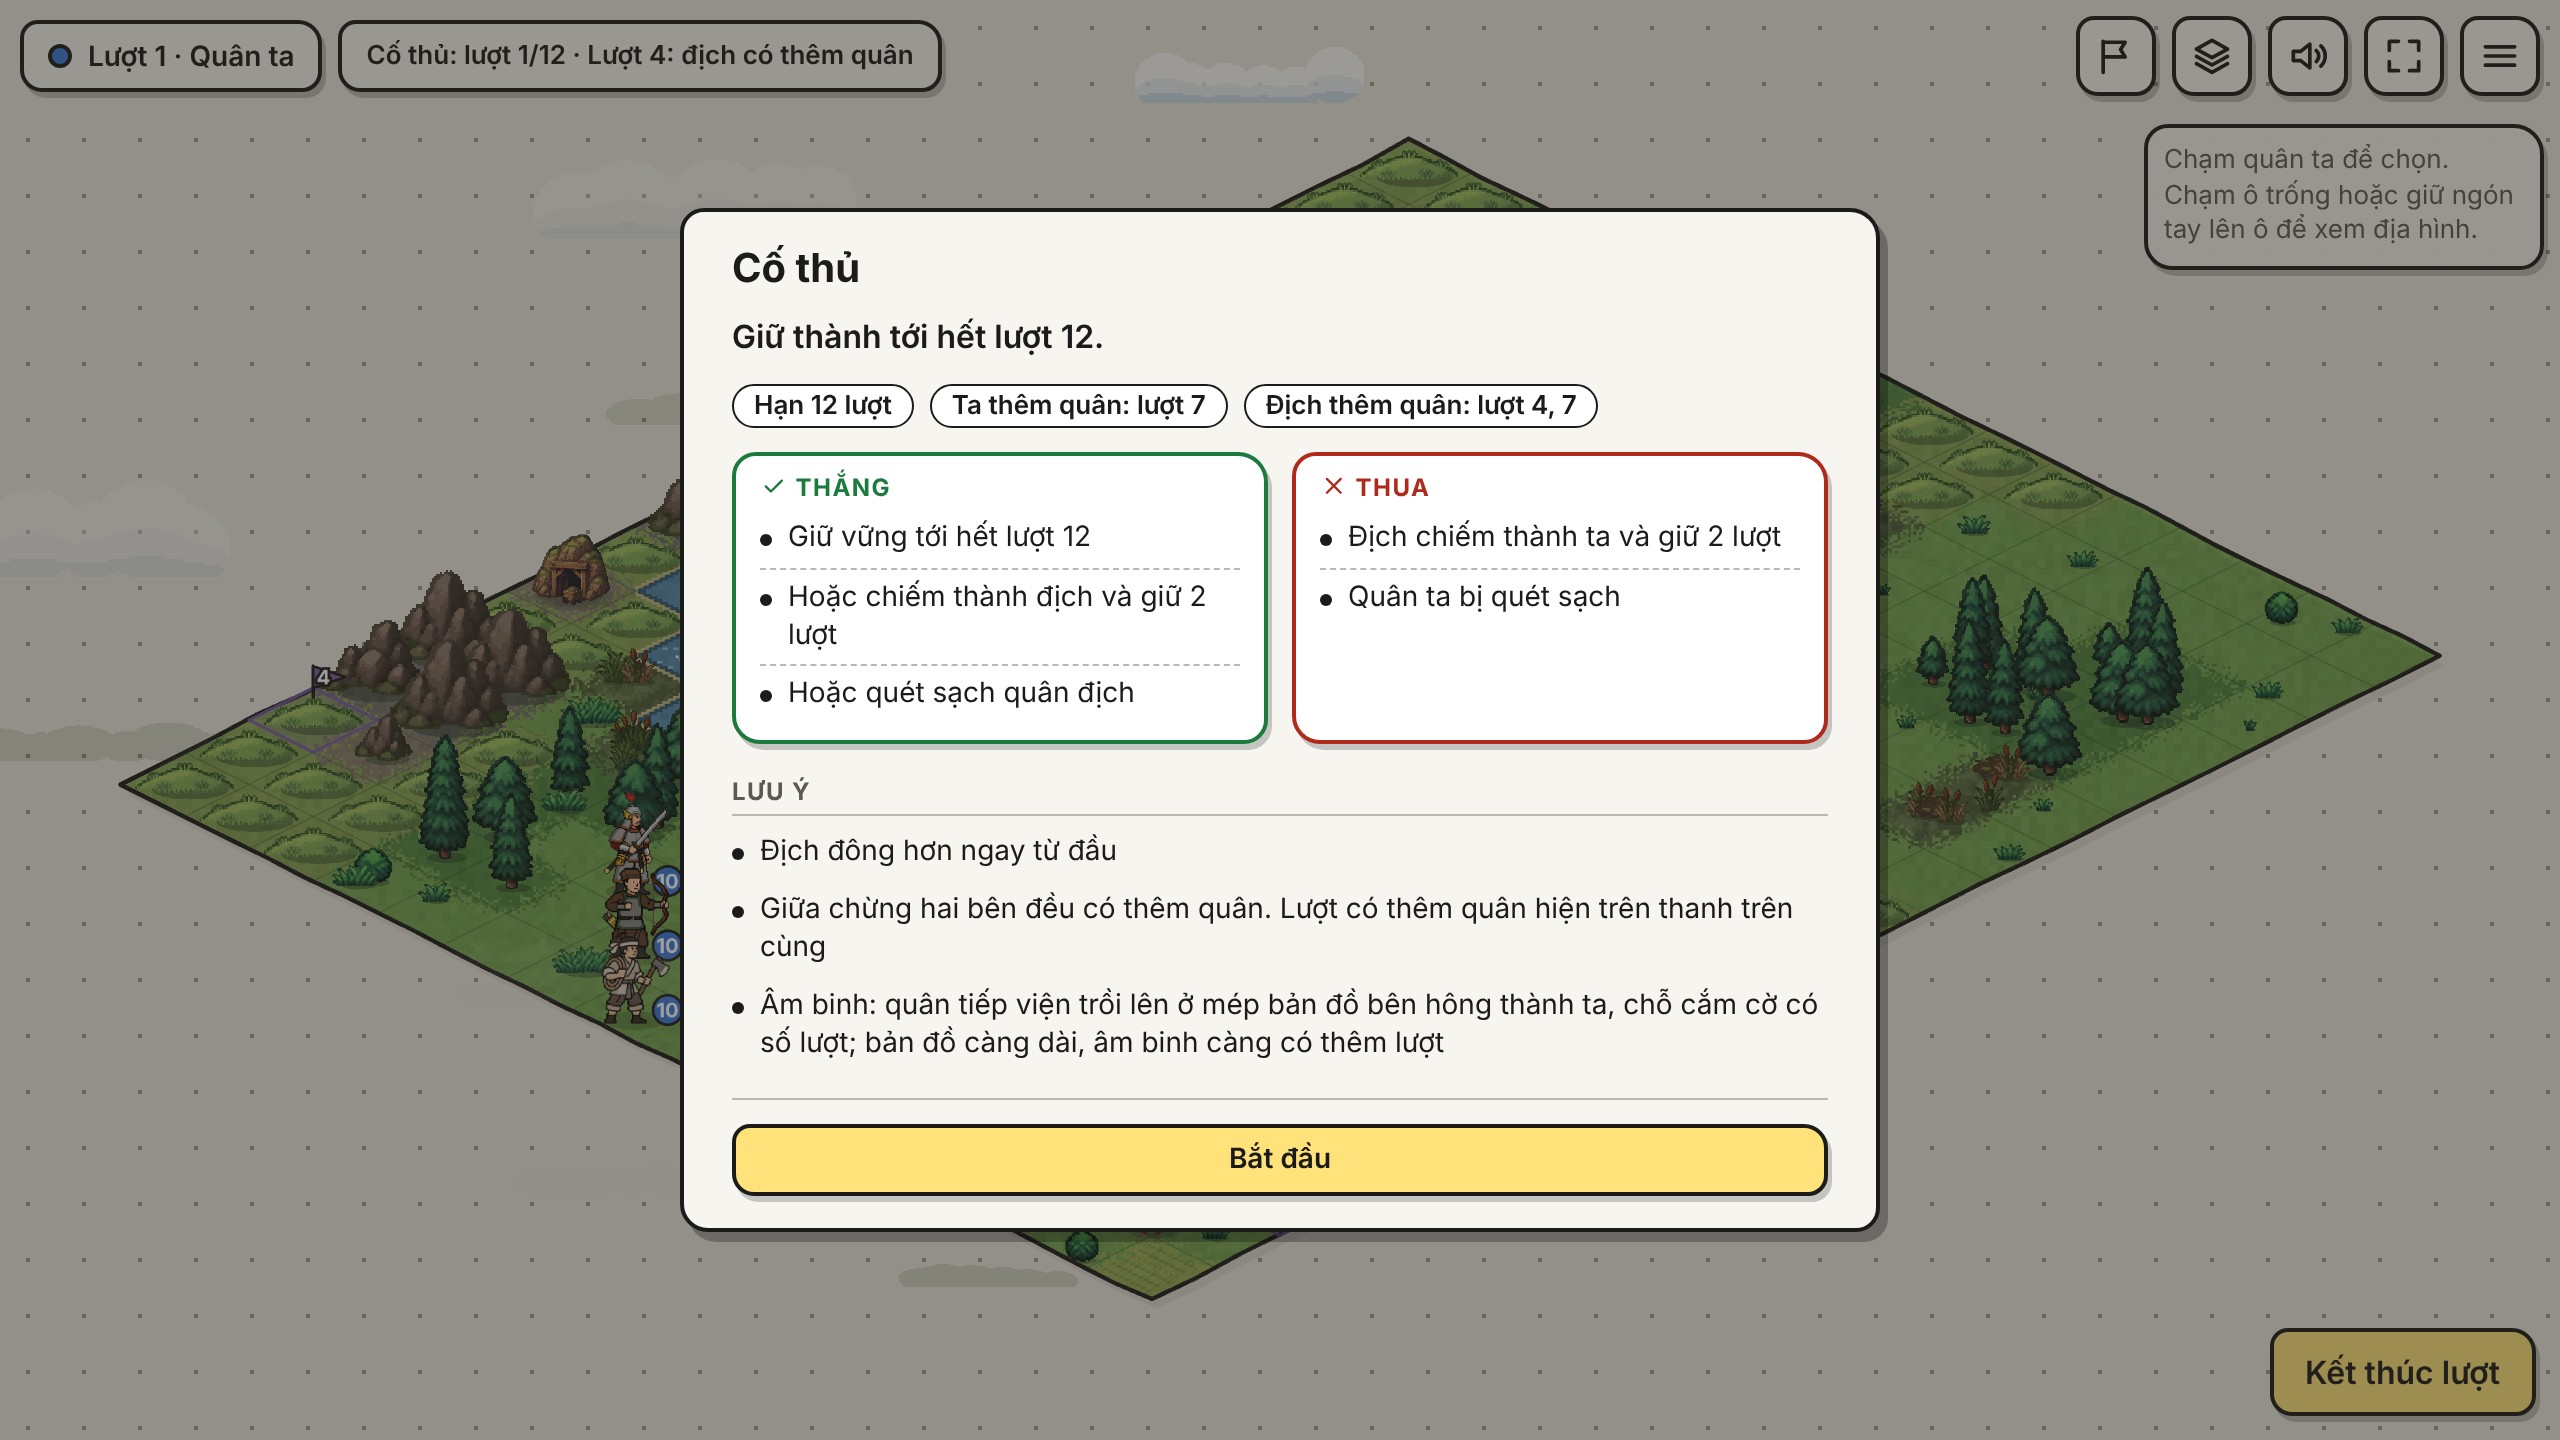 Lượt 1 · Quân ta
Cố thủ: lượt 1/12 · Lượt 4: địch có thêm quân
Chạm quân ta để chọn.
Chạm ô trống hoặc giữ ngón
tay lên ô để xem địa hình.
Cố thủ
Giữ thành tới hết lượt 12.
Hạn 12 lượt
Ta thêm quân: lượt 7
Địch thêm quân: lượt 4, 7
THẮNG
Giữ vững tới hết lượt 12
Hoặc chiếm thành địch và giữ 2
lượt
Hoặc quét sạch quân địch
THUA
Địch chiếm thành ta và giữ 2 lượt
Quân ta bị quét sạch
LƯU Ý
Địch đông hơn ngay từ đầu
Giữa chừng hai bên đều có thêm quân. Lượt có thêm quân hiện trên thanh trên
cùng
Âm binh: quân tiếp viện trồi lên ở mép bản đồ bên hông thành ta, chỗ cắm cờ có
số lượt; bản đồ càng dài, âm binh càng có thêm lượt
Bắt đầu
4
10
10
10
Kết thúc lượt